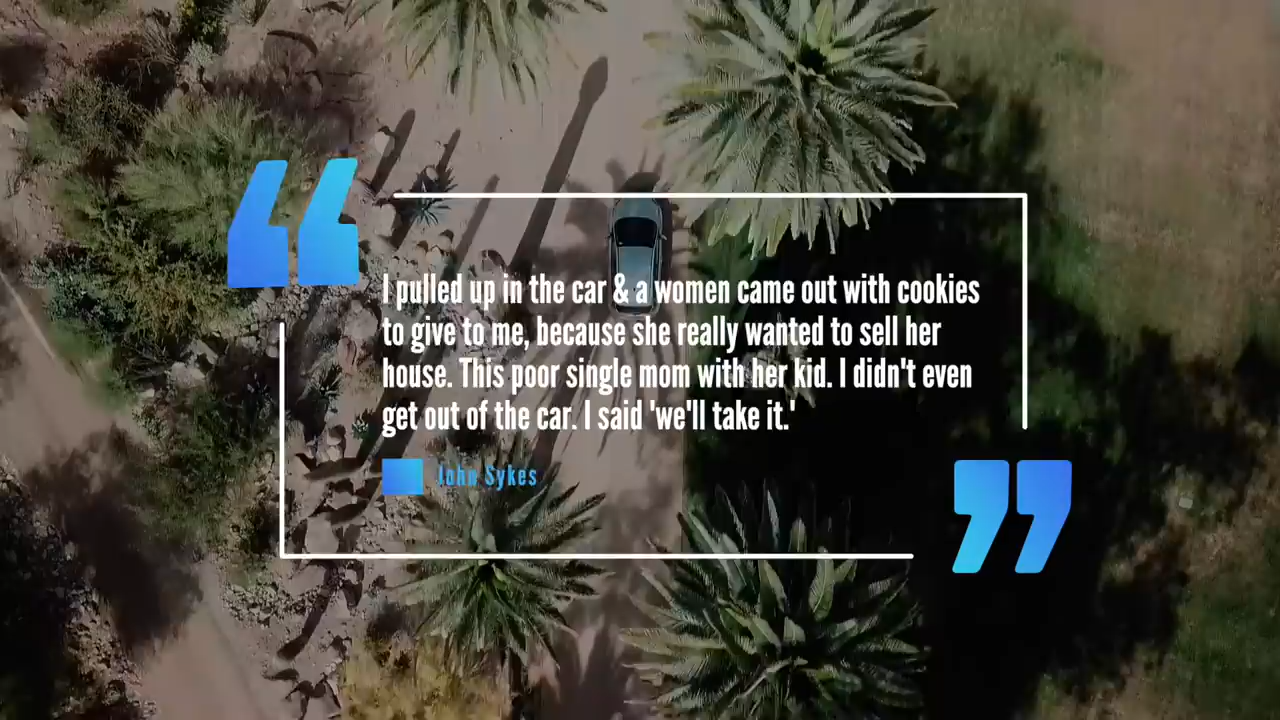 I pulled up in the car & a women came out with cookies
to give to me, because she really wanted to sell her
house. This poor single mom with her kid. I didn't even
get out of the car. I said 'we'll take it.'
John Sykes